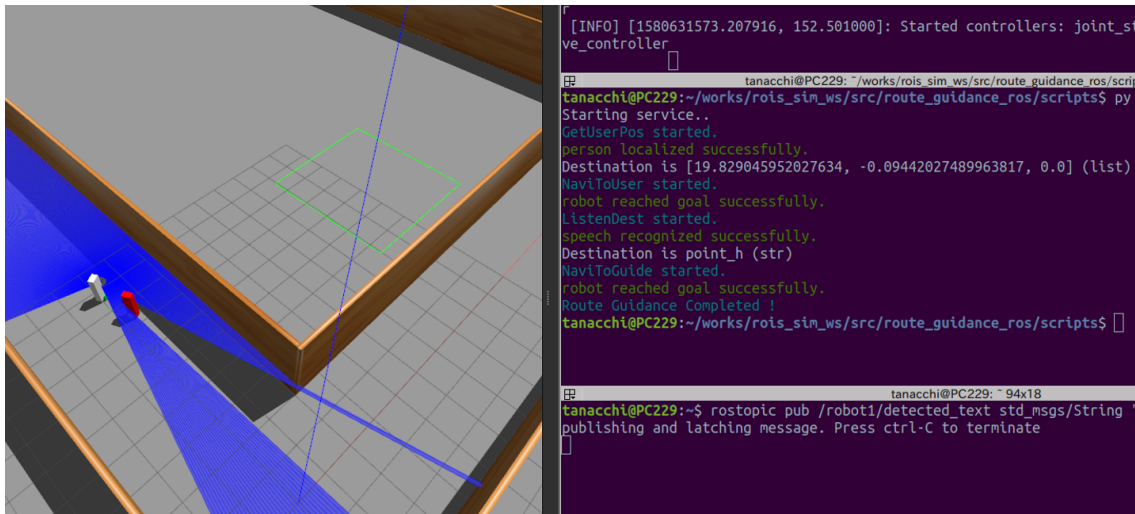 [INFO] [1580631573.207916, 152.501000]: Started controllers: joint_st
ve_controller
tanacchi@PC229: ~/works/rois_sim_ws/src/route_guidance_ros/scrip
tanacchi@PC229:~/works/rois_sim_ws/src/route_guidance_ros/scripts$ py
Starting service..
GetUserPos started.
person localized successfully.
Destination is [19.829045952027634, -0.09442027489963817, 0.0] (list)
NaviToUser started.
robot reached goal successfully.
ListenDest started.
speech recognized successfully.
Destination is point_h (str)
NaviToGuide started.
robot reached goal successfully.
Route Guidance Completed !
tanacchi@PC229:~/works/rois_sim_ws/src/route_guidance_ros/scripts$
tanacchi@PC229: ~ 94x18
tanacchi@PC229:~$ rostopic pub /robot1/detected_text std_msgs/String
publishing and latching message. Press ctrl-C to terminate